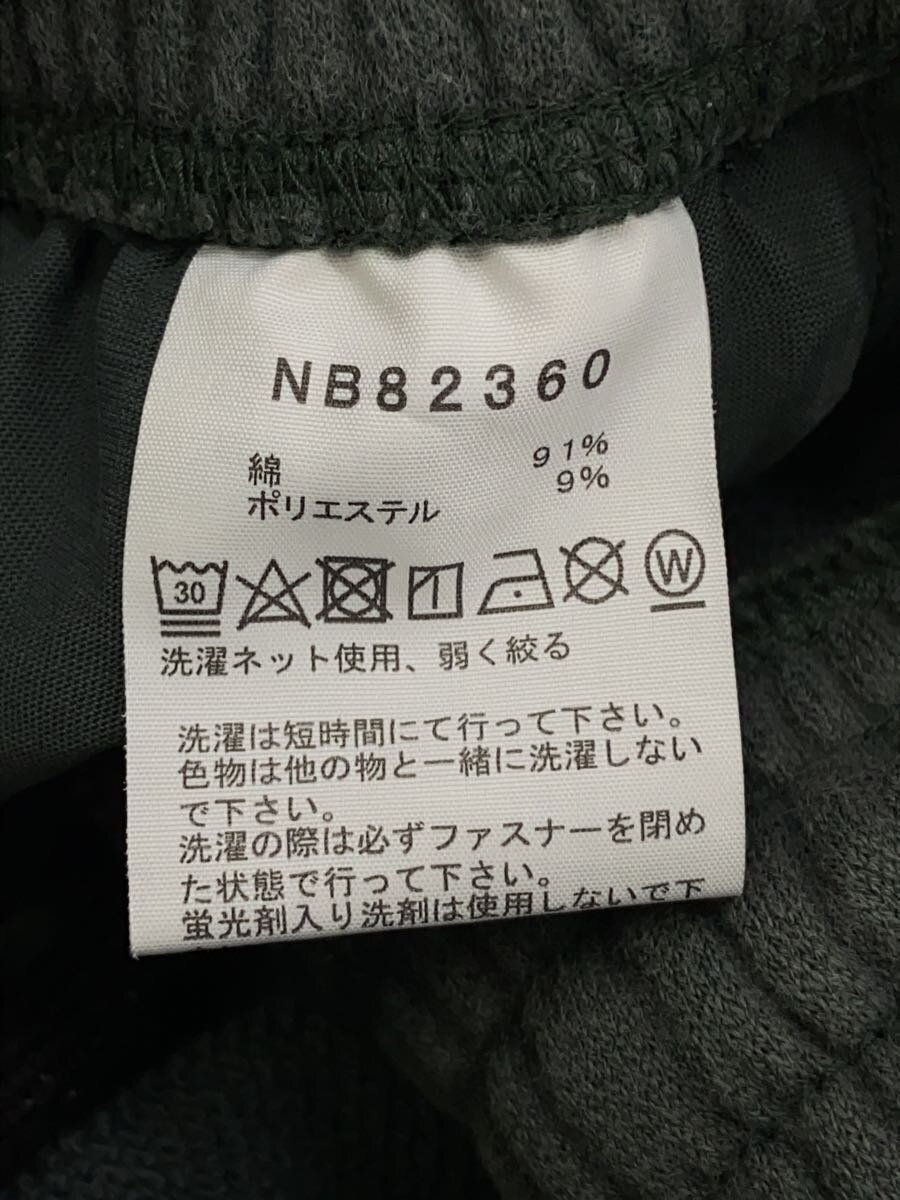 NB82360
綿 91%
ポリエステル 9%
30 W
洗濯ネット使用、弱く絞る
洗濯は短時間にて行って下さい。
色物は他の物と一緒に洗濯しない
で下さい。
洗濯の際は必ずファスナーを閉め
た状態で行って下さい。
蛍光剤入り洗剤は使用しないで下